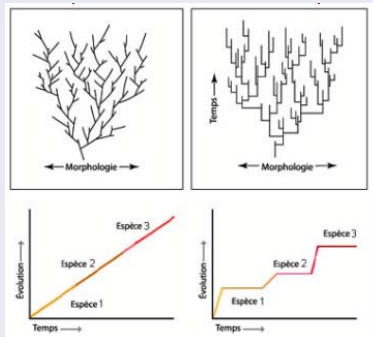 Morphologie
Temps
Morphologie
Évolution
Espèce 1
Espèce 2
Espèce 3
Temps
Évolution
Espèce 1
Espèce 2
Espèce 3
Temps